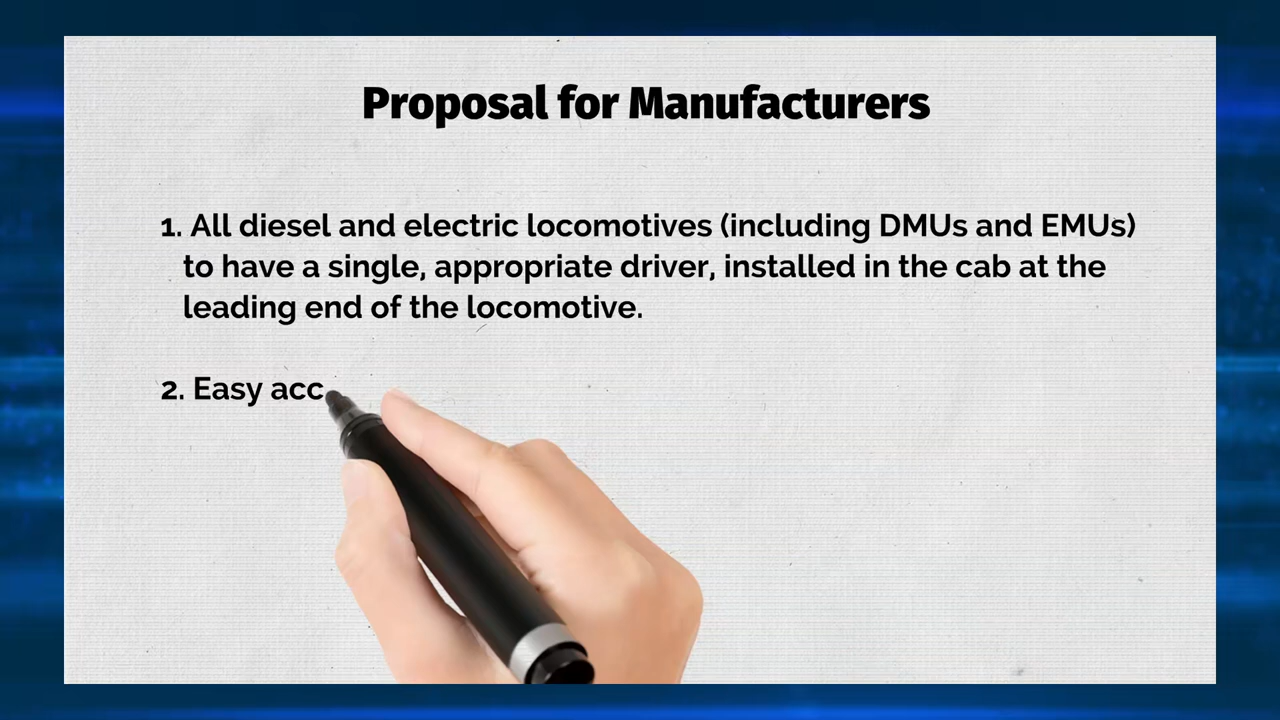 Proposal for Manufacturers
1. All diesel and electric locomotives (including DMUs and EMUs)
to have a single, appropriate driver, installed in the cab at the
leading end of the locomotive.
2. Easy acc